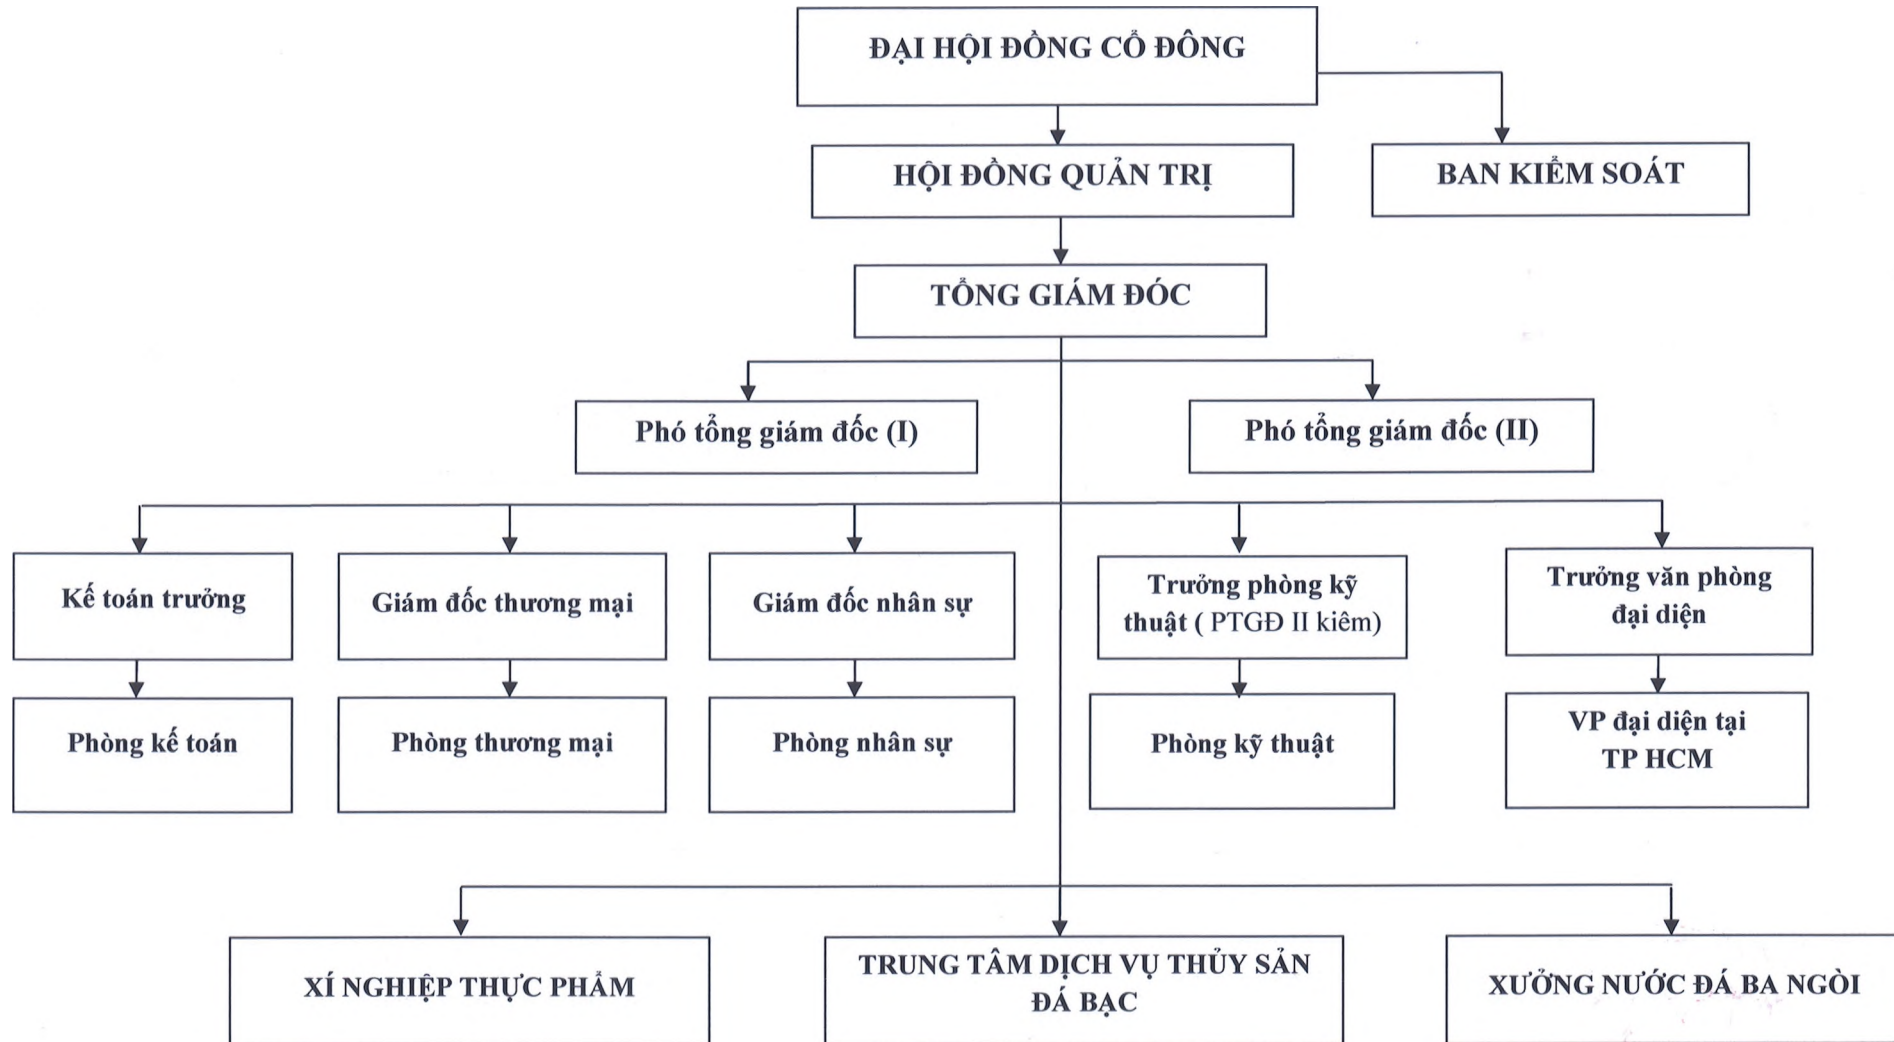 ĐẠI HỘI ĐỒNG CỔ ĐÔNG
HỘI ĐỒNG QUẢN TRỊ
BAN KIỂM SOÁT
TỔNG GIÁM ĐÓC
Phó tổng giám đốc (I)
Phó tổng giám đốc (II)
Kế toán trưởng
Giám đốc thương mại
Giám đốc nhân sự
Trưởng phòng kỹ
thuật ( PTGĐ II kiêm)
Trưởng văn phòng
đại diện
Phòng kế toán
Phòng thương mại
Phòng nhân sự
Phòng kỹ thuật
VP đại diện tại
TP HCM
XÍ NGHIỆP THỰC PHẨM
TRUNG TÂM DỊCH VỤ THỦY SẢN
ĐÁ BẠC
XƯỞNG NƯỚC ĐÁ BA NGÒI